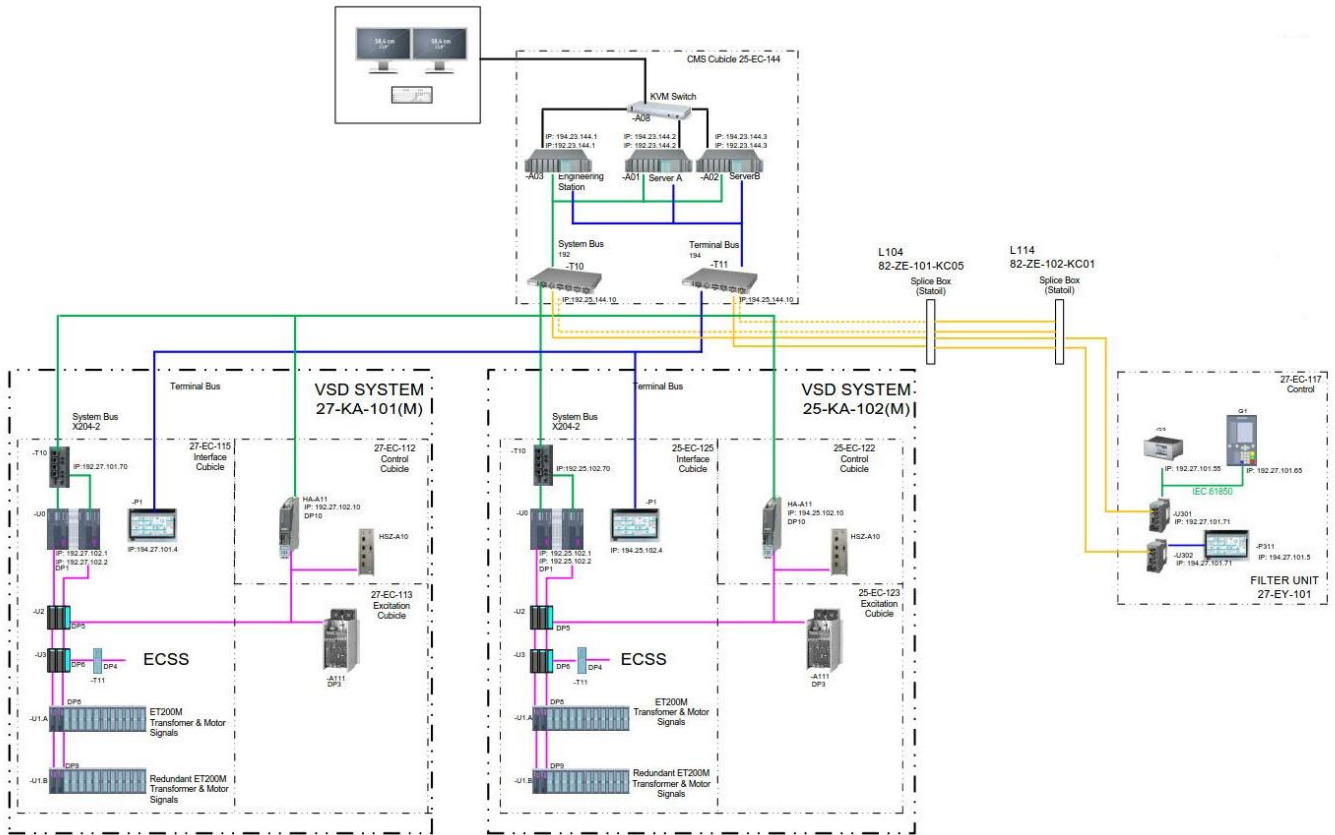 58,4 cm
23,0"
58,4 cm
23,0"
CMS Cubicle 25-EC-144
KVM Switch
-A08
IP: 194.23.144.1
IP:192.23.144.1
IP: 194.23.144.2
IP: 192.23.144.2
IP: 194.23.144.3
IP: 192.23.144.3
-A03
Engineering
Station
-A01
Server A
-A02
ServerB
System Bus
192
-T10
Terminal Bus
194
-T11
IP:192.25.144.10
IP:194.25.144.10
L104
82-ZE-101-KC05
Splice Box
(Statoil)
L114
82-ZE-102-KC01
Splice Box
(Statoil)
Terminal Bus
VSD SYSTEM
27-KA-101(M)
System Bus
X204-2
-T10
IP:192.27.101.70
27-EC-115
Interface
Cubicle
27-EC-112
Control
Cubicle
-U0
-P1
IP:194.27.101.4
IP: 192.27.102.1
IP: 192.27.102.2
DP1
HA-A11
IP: 192.27.102.10
DP10
HSZ-A10
27-EC-113
Excitation
Cubicle
-U2
DP5
-U3
DP6
DP4
-T11
ECSS
-A111
DP3
DP8
-U1.A
ET200M
Transfomer & Motor
Signals
DP9
-U1.B
Redundant ET200M
Transformer & Motor
Signals
Terminal Bus
VSD SYSTEM
25-KA-102(M)
System Bus
X204-2
-T10
IP:192.25.102.70
25-EC-125
Interface
Cubicle
25-EC-122
Control
Cubicle
-U0
-P1
IP: 194.25.102.4
IP: 192.25.102.1
IP: 192.25.102.2
DP1
HA-A11
IP: 194.25.102.10
DP10
HSZ-A10
25-EC-123
Excitation
Cubicle
-U2
DP5
-U3
DP6
DP4
-T11
ECSS
-A111
DP3
DP8
-U1.A
ET200M
Transfomer & Motor
Signals
DP9
-U1.B
Redundant ET200M
Transformer & Motor
Signals
27-EC-117
Control
G1
IP: 192.27.101.55
IP: 192.27.101.65
IEC 61850
-U301
IP: 192.27.101.71
-U302
IP: 194.27.101.71
-P311
IP: 194.27.101.5
FILTER UNIT
27-EY-101